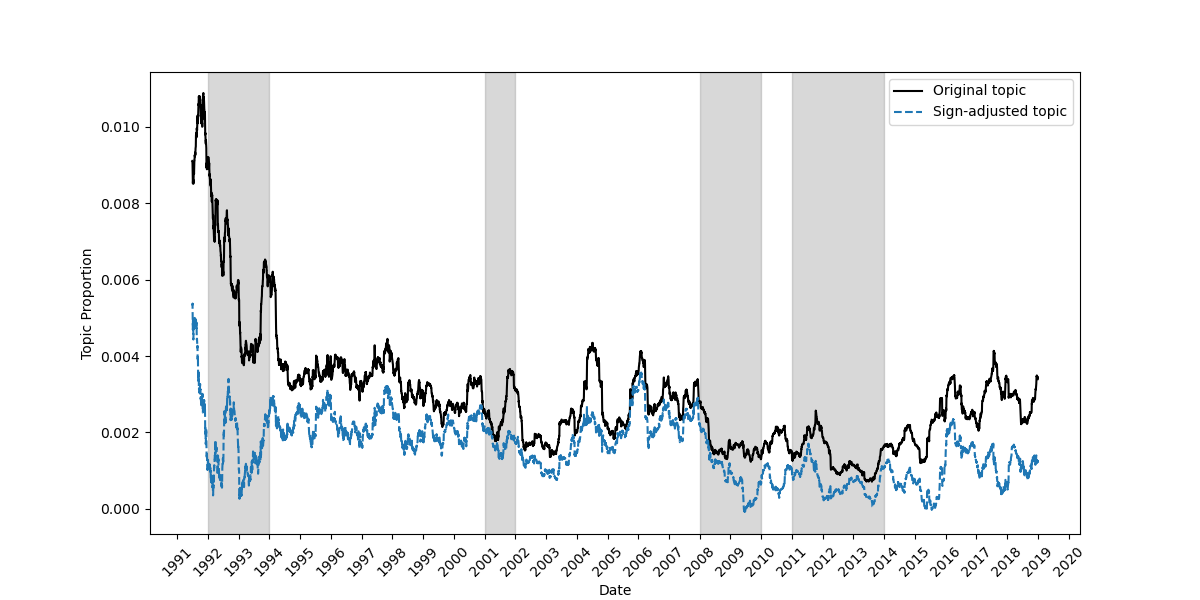 Original topic
Sign-adjusted topic
0.010
0.008
0.006
0.004
0.002
0.000
Topic Proportion
1991 1992 1993 1994 1995 1996 1997 1998 1999 2000 2001 2002 2003 2004 2005 2006 2007 2008 2009 2010 2011 2012 2013 2014 2015 2016 2017 2018 2019 2020
Date